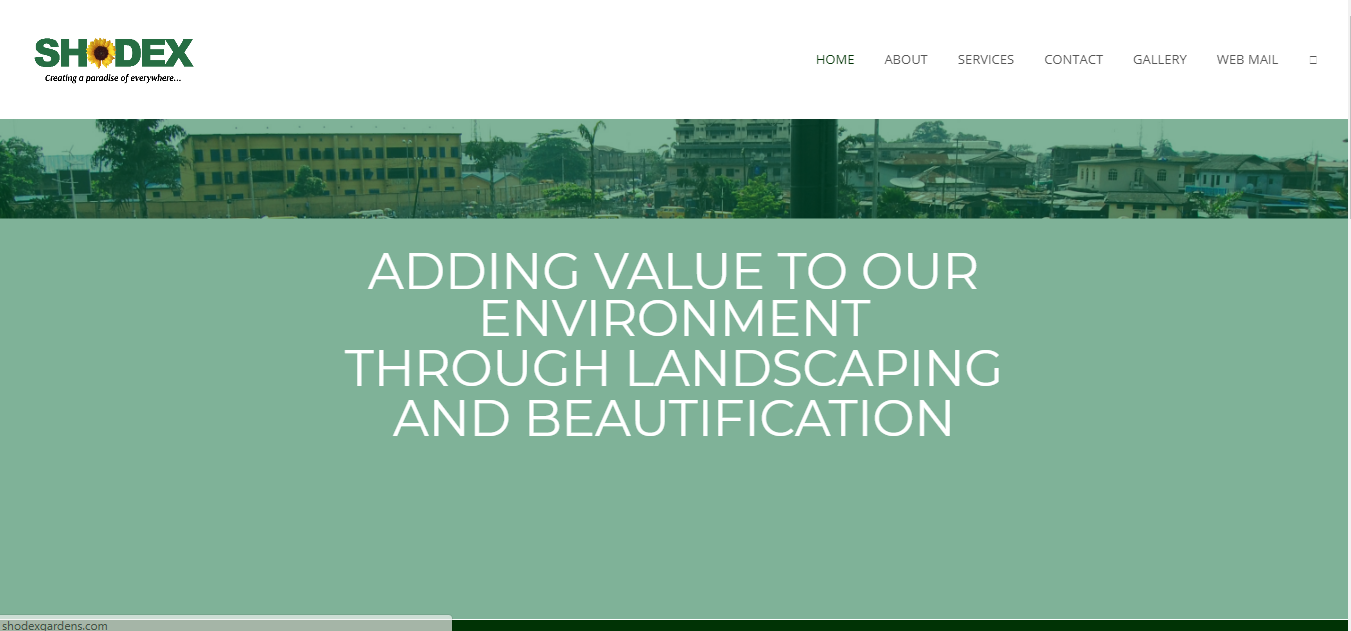 SHODEX
Creating a paradise of everywhere...
HOME ABOUT SERVICES CONTACT GALLERY WEB MAIL
ADDING VALUE TO OUR
ENVIRONMENT
THROUGH LANDSCAPING
AND BEAUTIFICATION
shodexgardens.com